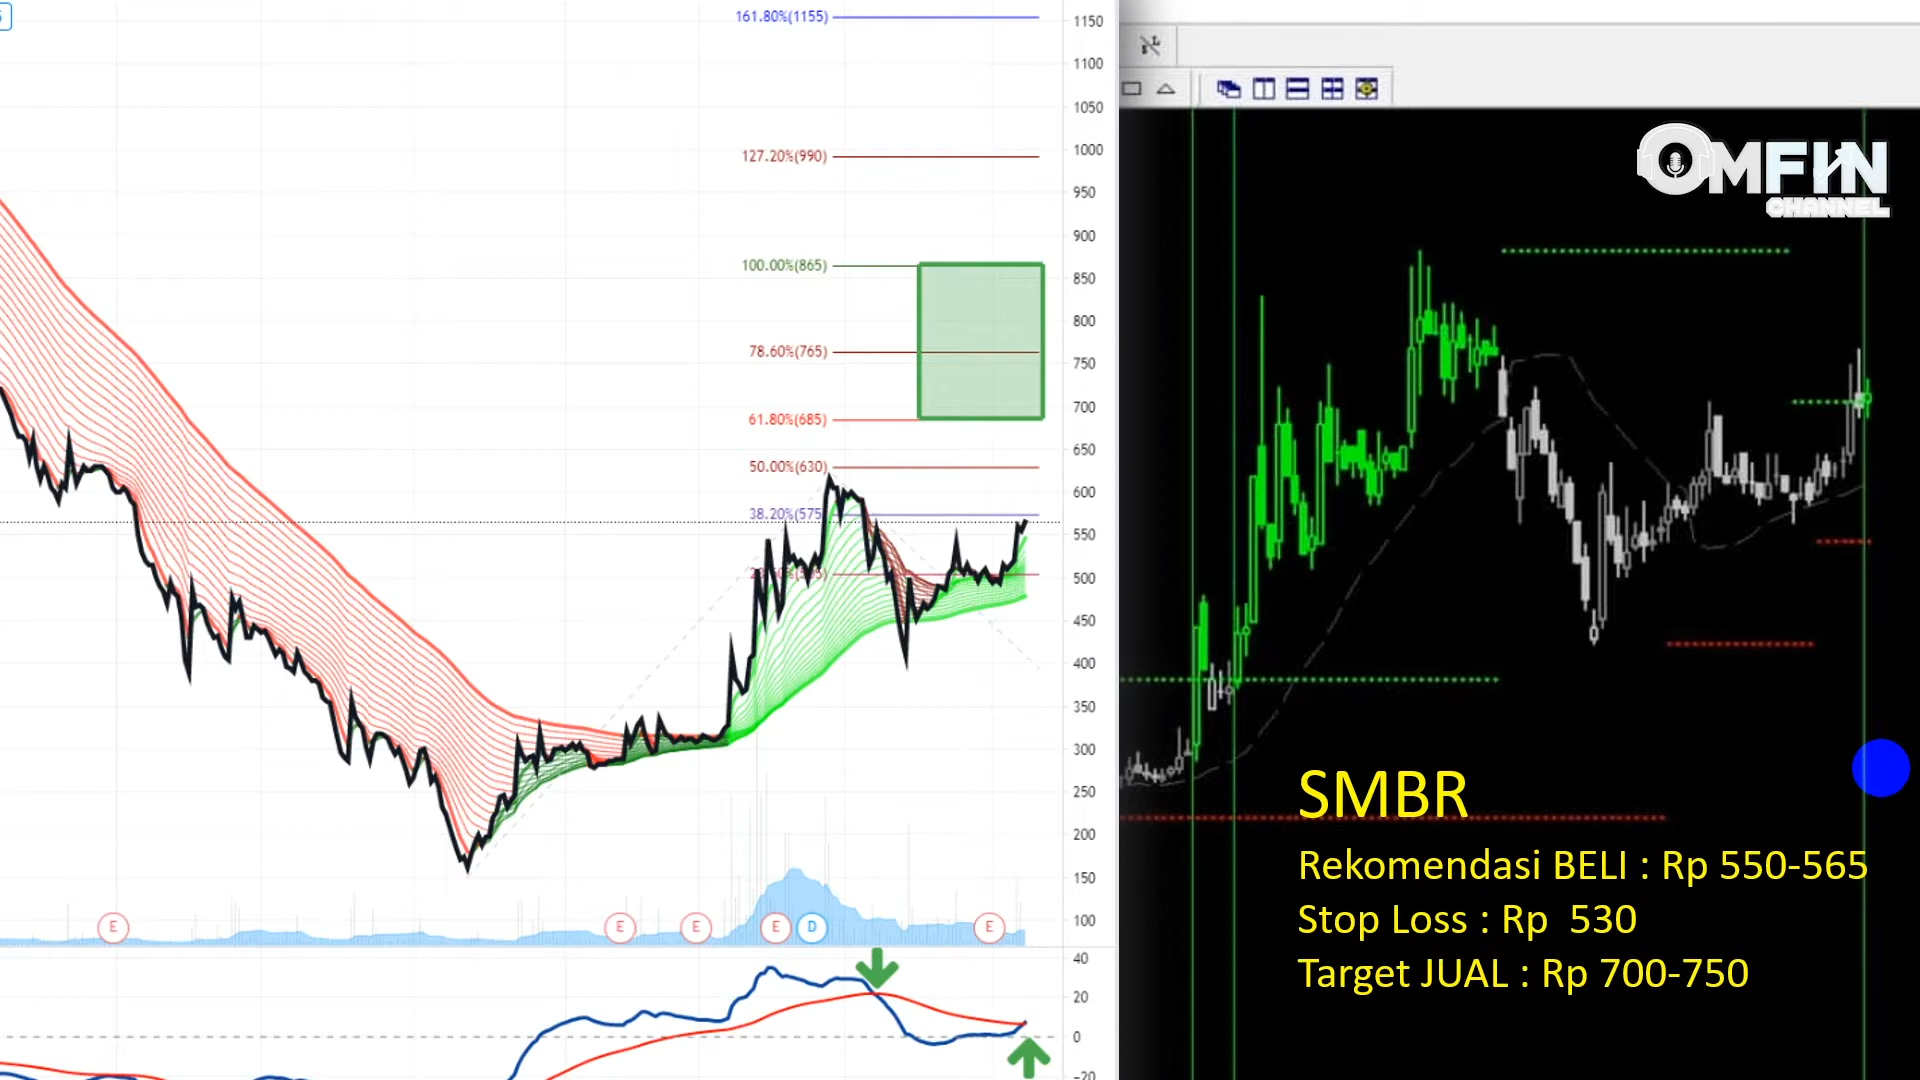 161.80%(1155)
127.20%(990)
100.00%(865)
78.60%(765)
61.80%(685)
50.00%(630)
38.20%(575)
1150
1100
1050
1000
950
900
850
800
750
700
650
600
550
500
450
400
350
300
250
200
150
100
40
20
0
-20
E
E
E
E
D
E
OMFIN
CHANNEL
SMBR
Rekomendasi BELI : Rp 550-565
Stop Loss : Rp 530
Target JUAL : Rp 700-750